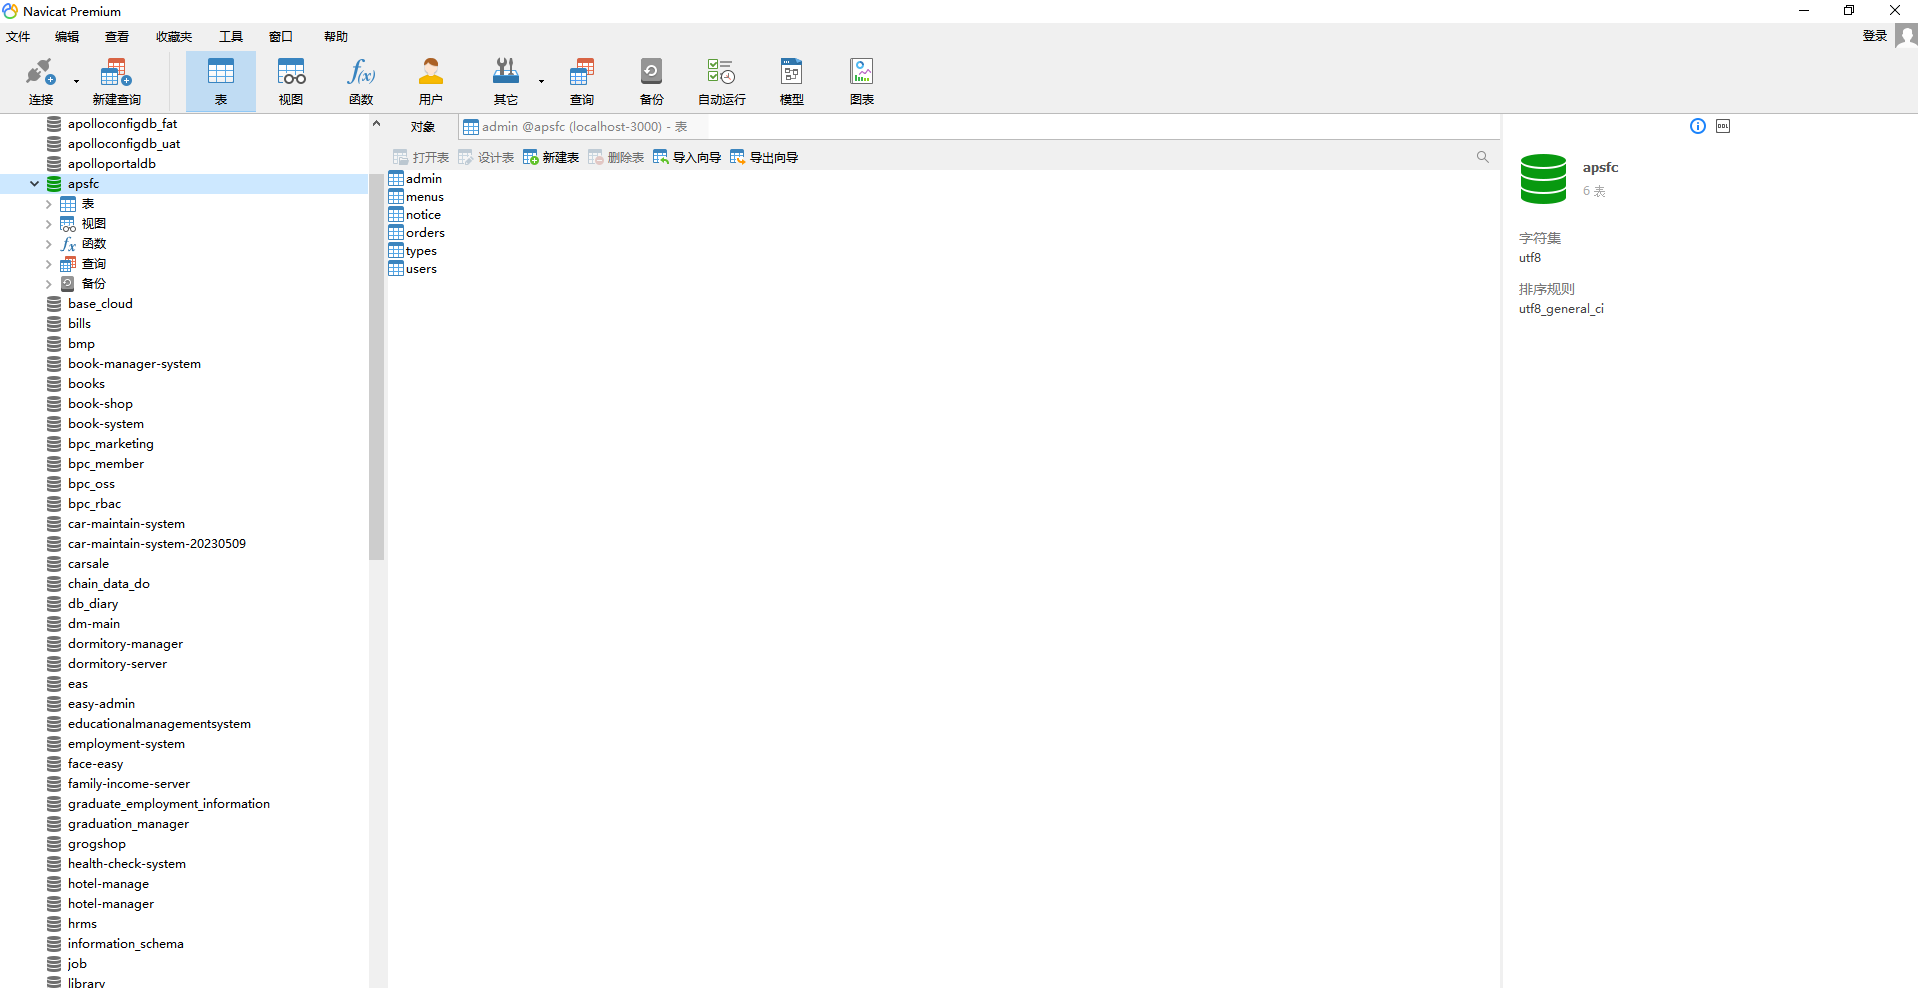 Navicat Premium
文件 编辑 查看 收藏夹 工具 窗口 帮助 登录
连接 新建查询 表 视图 函数 用户 其它 查询 备份 自动运行 模型 图表
apolloconfigdb_fat
apolloconfigdb_uat
apolloportaldb
apsfc
表
视图
函数
查询
备份
base_cloud
bills
bmp
book-manager-system
books
book-shop
book-system
bpc_marketing
bpc_member
bpc_oss
bpc_rbac
car-maintain-system
car-maintain-system-20230509
carsale
chain_data_do
db_diary
dm-main
dormitory-manager
dormitory-server
eas
easy-admin
educationalmanagementsystem
employment-system
face-easy
family-income-server
graduate_employment_information
graduation_manager
grogshop
health-check-system
hotel-manage
hotel-manager
hrms
information_schema
job
library
对象 admin @apsfc (localhost-3000) - 表
打开表 设计表 新建表 删除表 导入向导 导出向导
admin
menus
notice
orders
types
users
DDL
apsfc
6 表
字符集
utf8
排序规则
utf8_general_ci